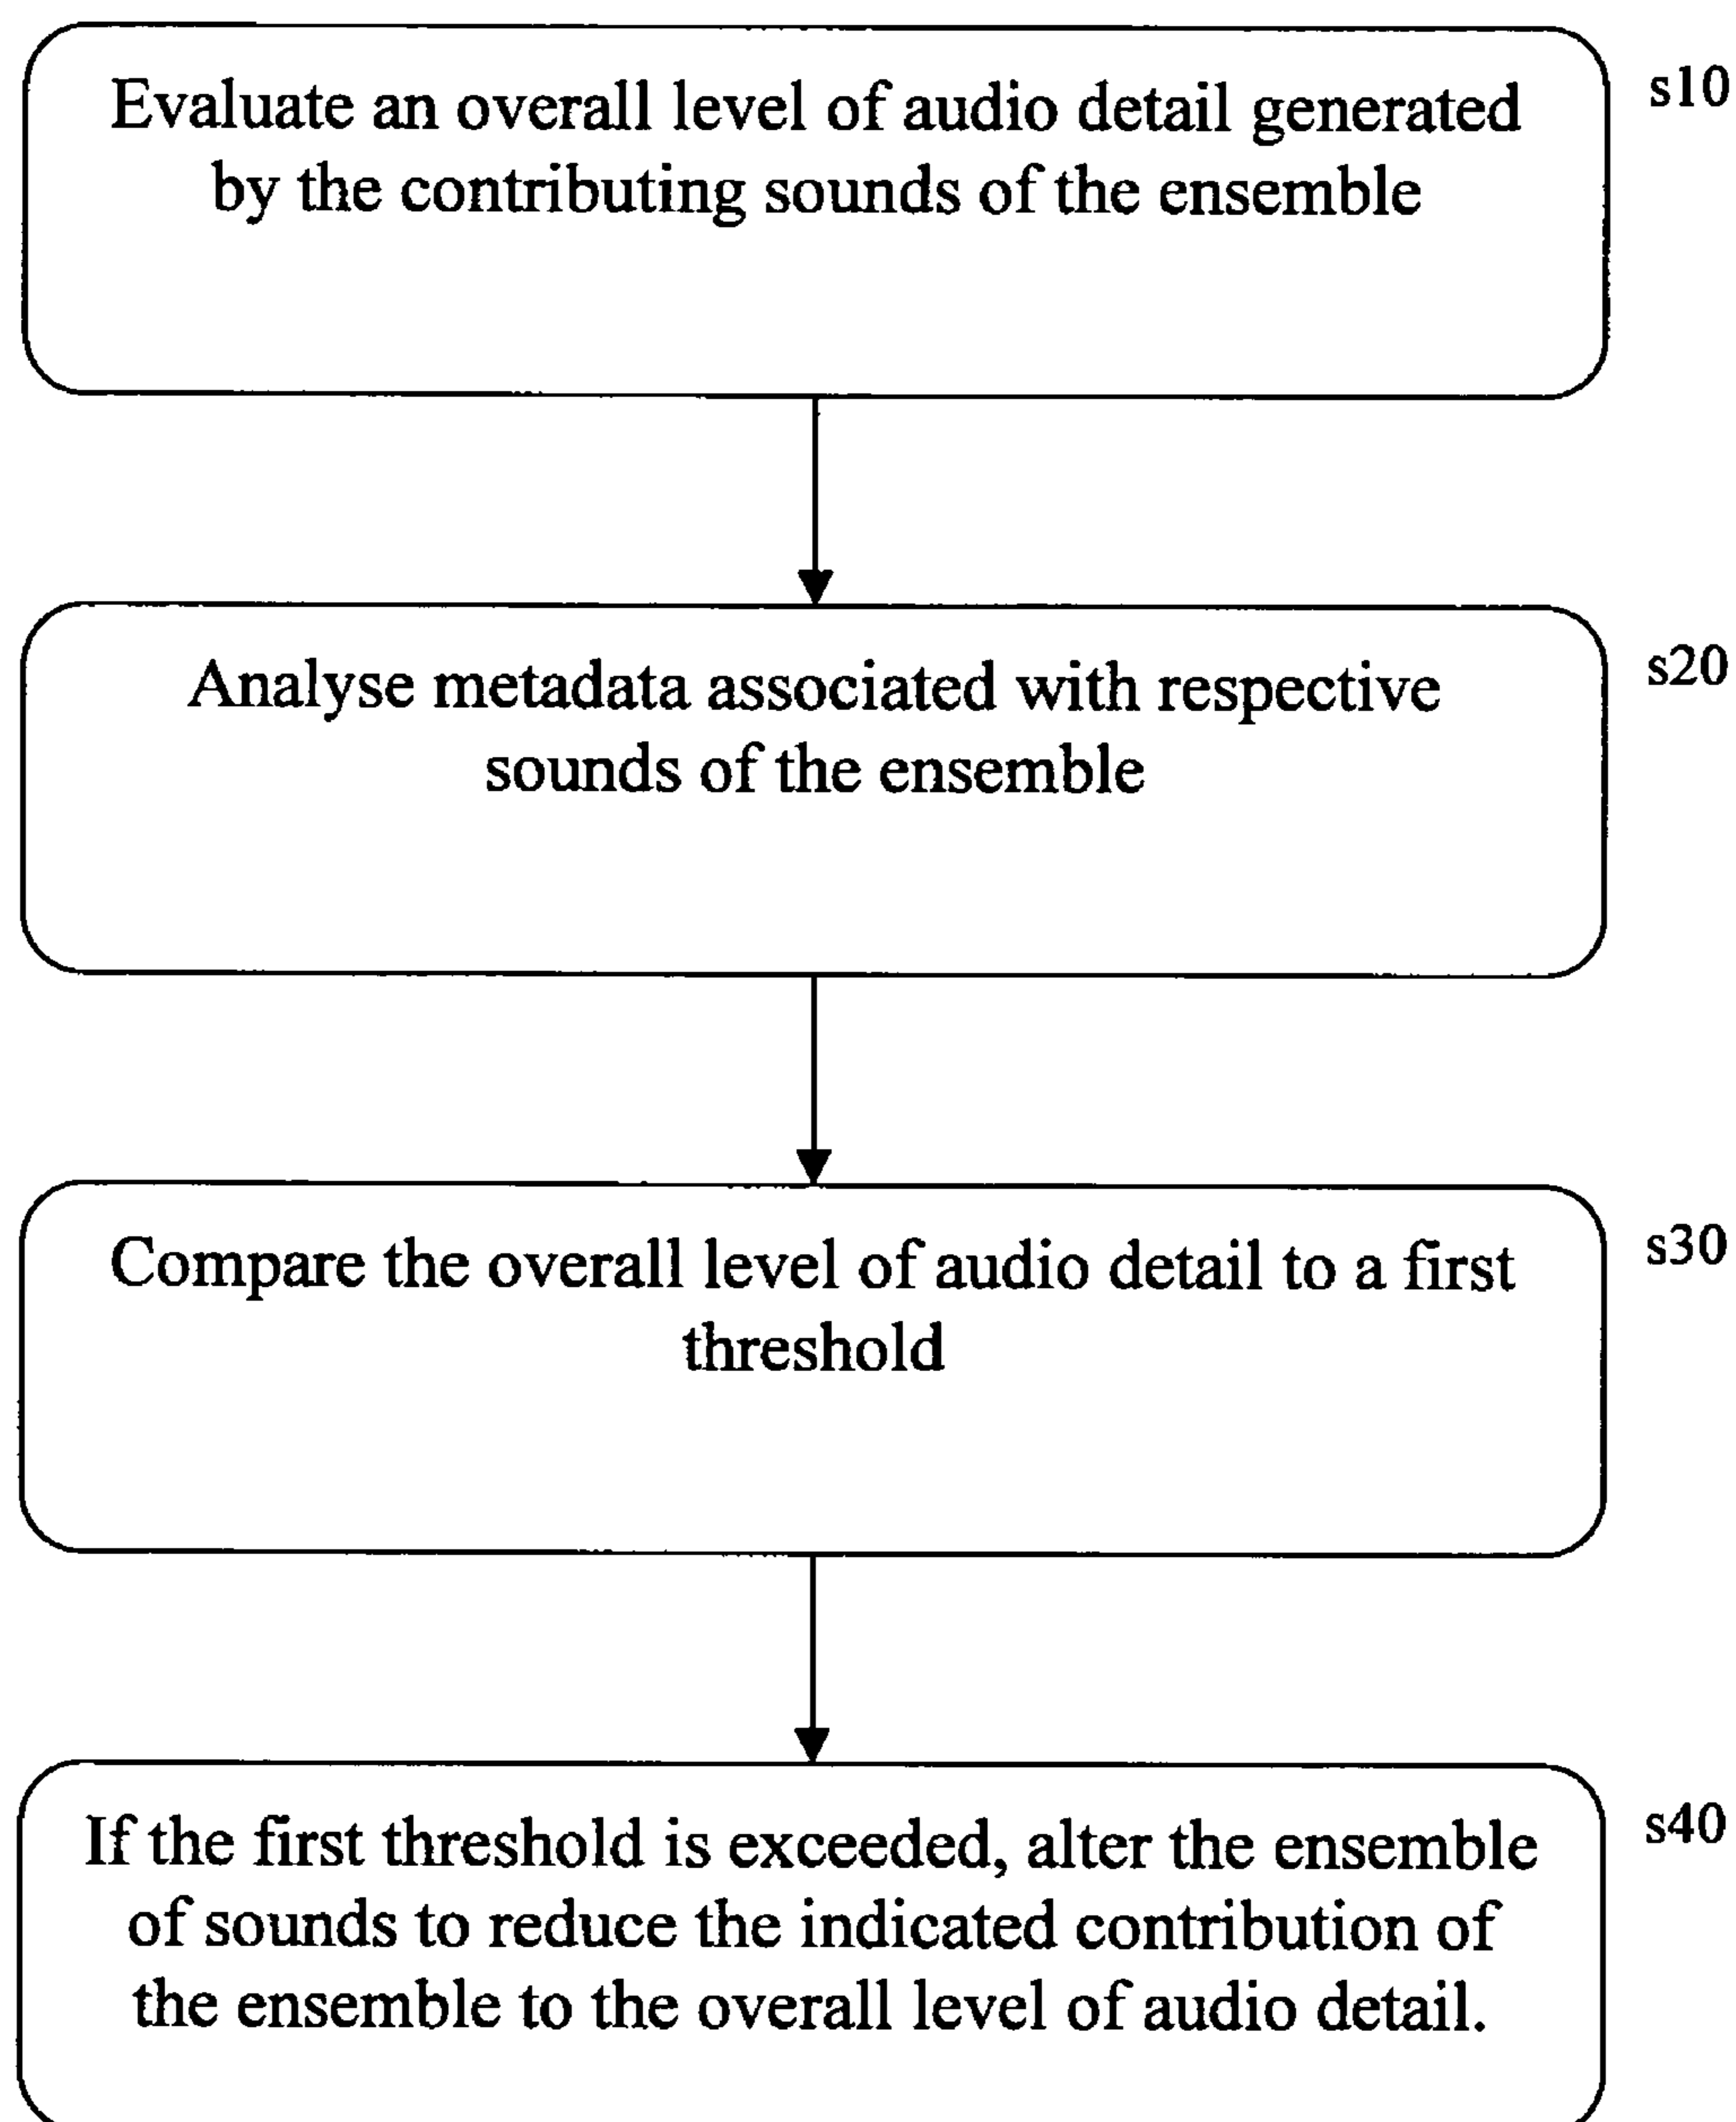 Evaluate an overall level of audio detail generated
by the contributing sounds of the ensemble
s10
Analyse metadata associated with respective
sounds of the ensemble
s20
Compare the overall level of audio detail to a first
threshold
s30
If the first threshold is exceeded, alter the ensemble
of sounds to reduce the indicated contribution of
the ensemble to the overall level of audio detail.
s40